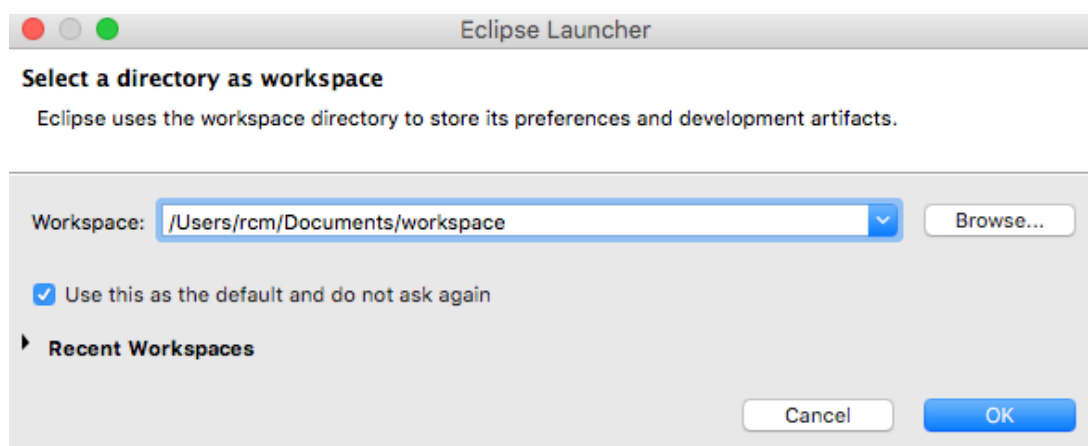 Eclipse Launcher
Select a directory as workspace
Eclipse uses the workspace directory to store its preferences and development artifacts.
Workspace: /Users/rcm/Documents/workspace Browse...
Use this as the default and do not ask again
Recent Workspaces
Cancel OK